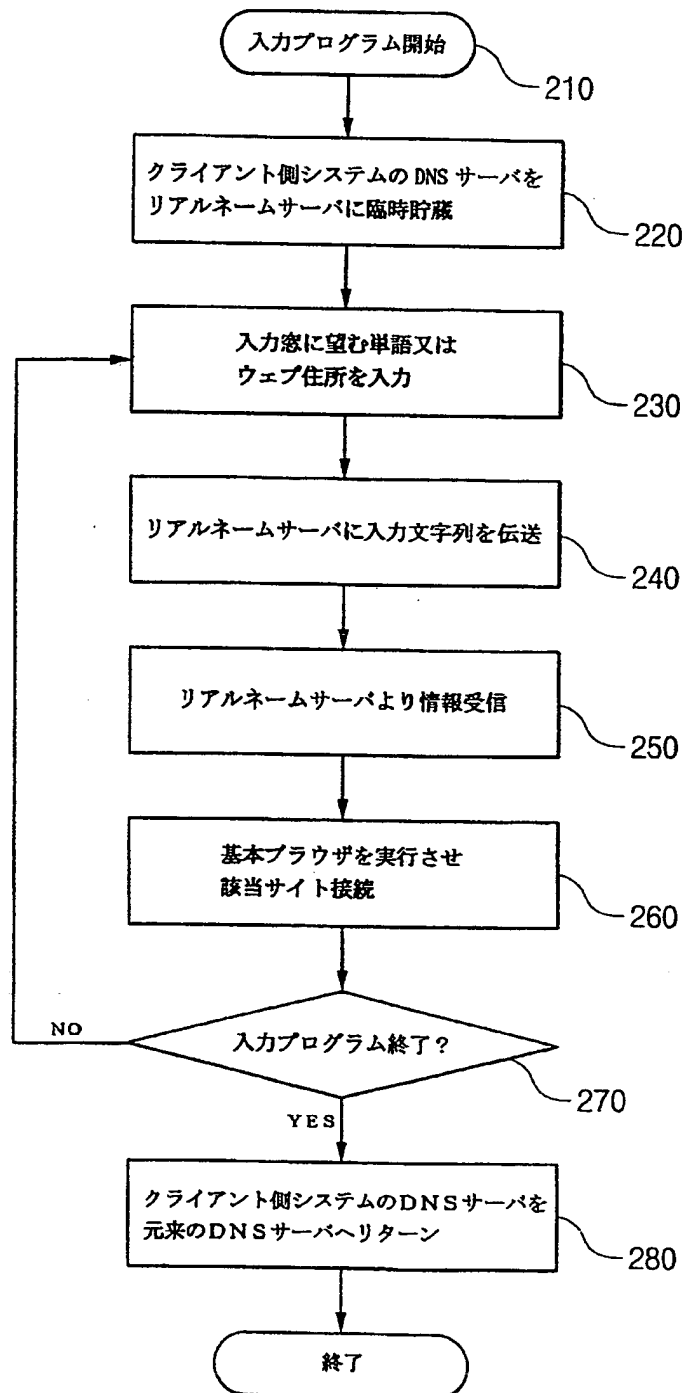 入力プログラム開始
210
クライアント側システムの DNS サーバを
リアルネームサーバに臨時貯蔵
220
入力窓に望む単語又は
ウェブ住所を入力
230
リアルネームサーバに入力文字列を伝送
240
リアルネームサーバより情報受信
250
基本ブラウザを実行させ
該当サイト接続
260
NO
入力プログラム終了?
270
YES
クライアント側システムのDNSサーバを
元来のDNSサーバへリターン
280
終了